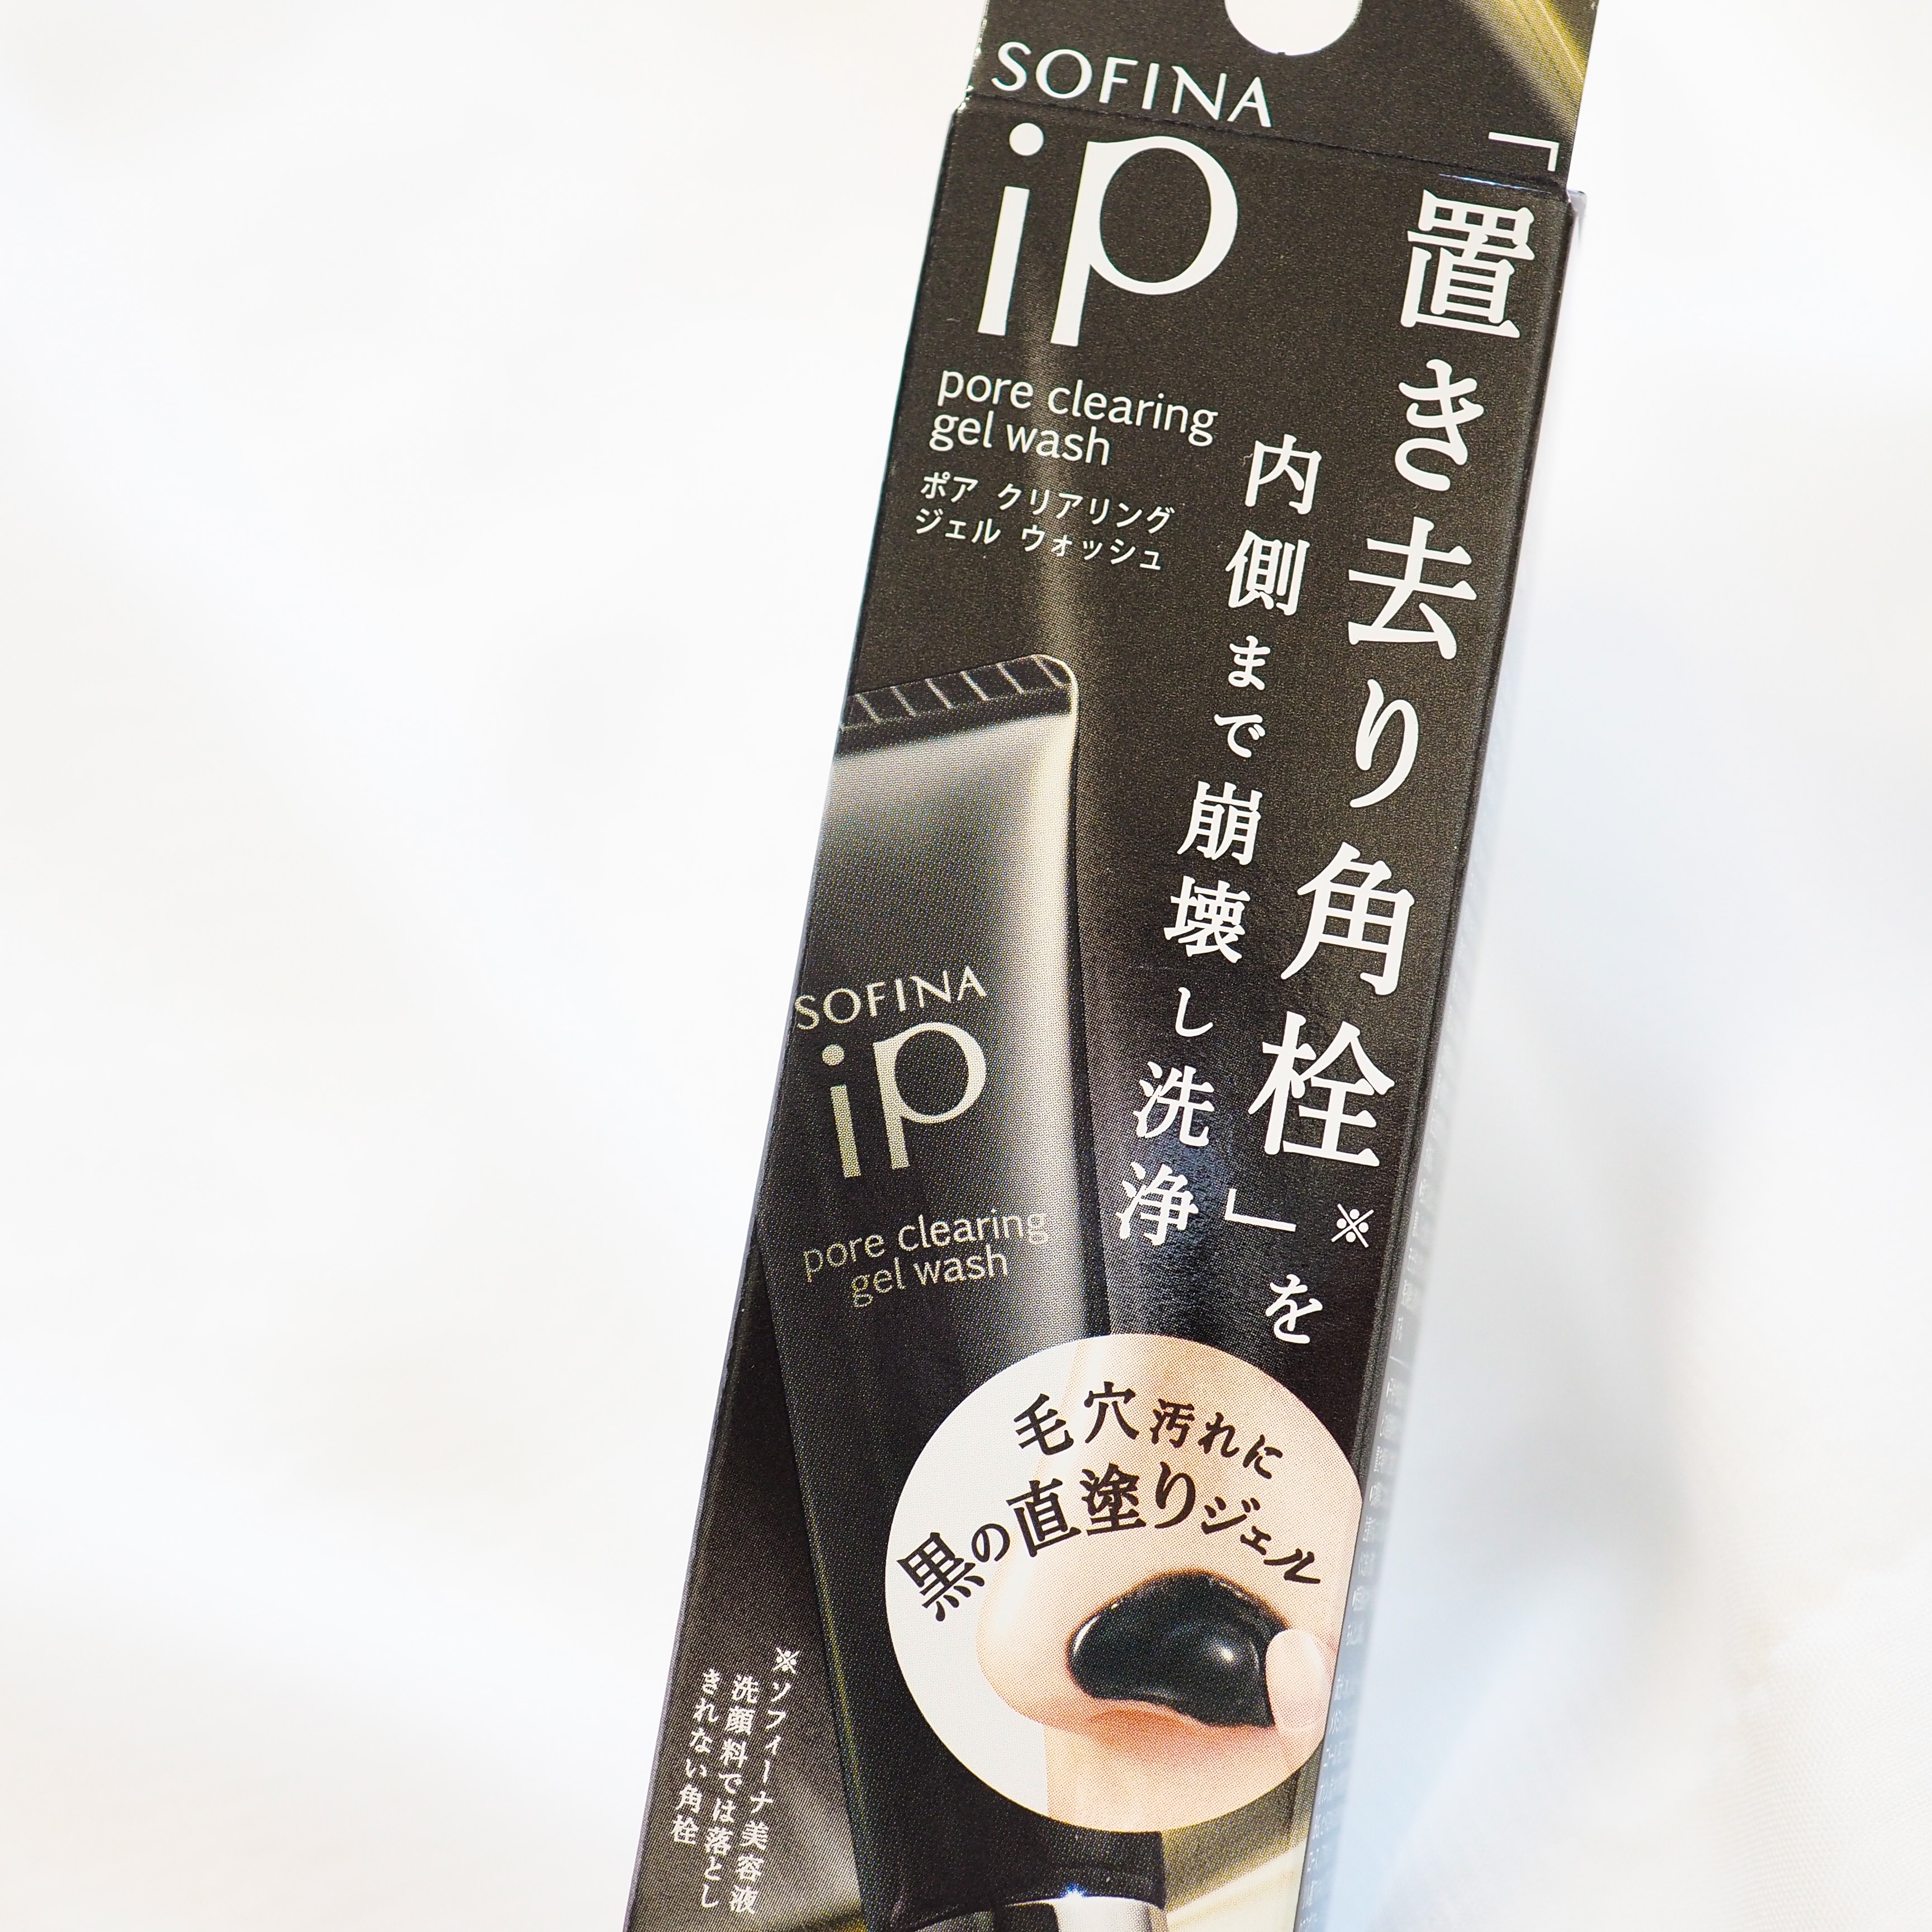 SOFINA
ip
pore clearing
gel wash
ポア クリアリング
ジェル ウォッシュ
「置き去り角栓※」を
内側まで崩壊し洗浄
SOFINA
ip
pore clearing
gel wash
毛穴汚れに
黒の直塗りジェル
※ソフィーナ美容液
洗顔料では落とし
きれない角栓